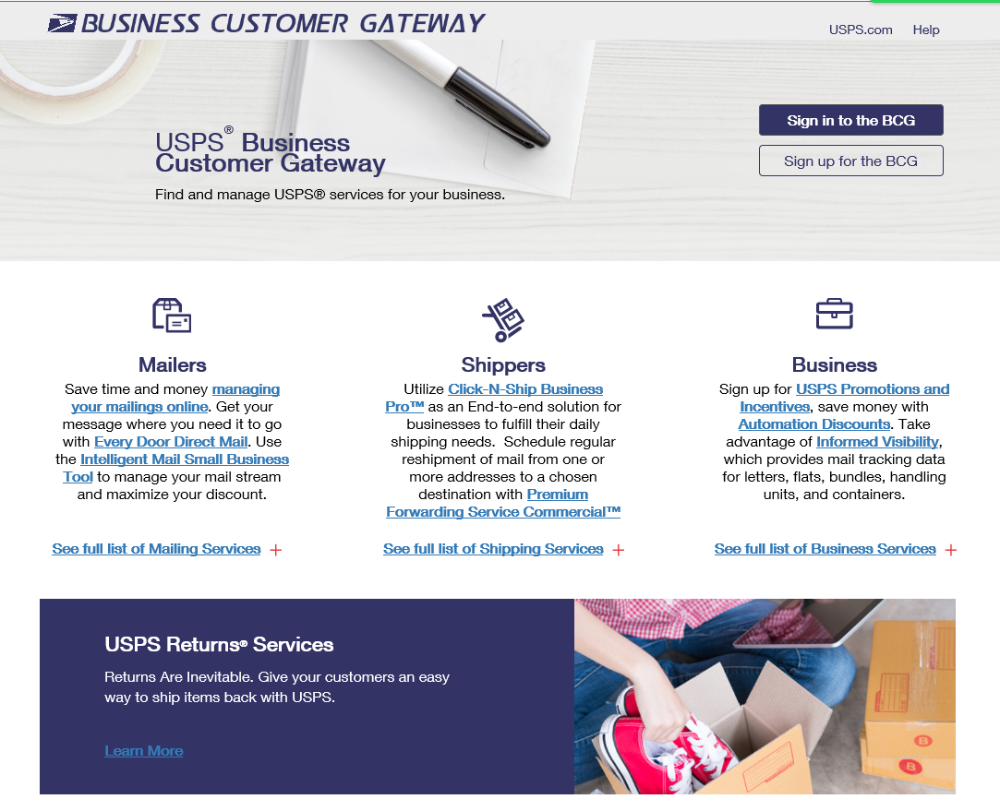 BUSINESS CUSTOMER GATEWAY
USPS.com Help
USPS® Business
Customer Gateway
Find and manage USPS® services for your business.
Sign in to the BCG
Sign up for the BCG
Mailers
Save time and money managing
your mailings online. Get your
message where you need it to go
with Every Door Direct Mail. Use
the Intelligent Mail Small Business
Tool to manage your mail stream
and maximize your discount.
See full list of Mailing Services +
Shippers
Utilize Click-N-Ship Business
Pro™ as an End-to-end solution for
businesses to fulfill their daily
shipping needs.  Schedule regular
reshipment of mail from one or
more addresses to a chosen
destination with Premium
Forwarding Service Commercial™
See full list of Shipping Services +
Business
Sign up for USPS Promotions and
Incentives, save money with
Automation Discounts. Take
advantage of Informed Visibility,
which provides mail tracking data
for letters, flats, bundles, handling
units, and containers.
See full list of Business Services +
USPS Returns® Services
Returns Are Inevitable. Give your customers an easy
way to ship items back with USPS.
Learn More
B
B